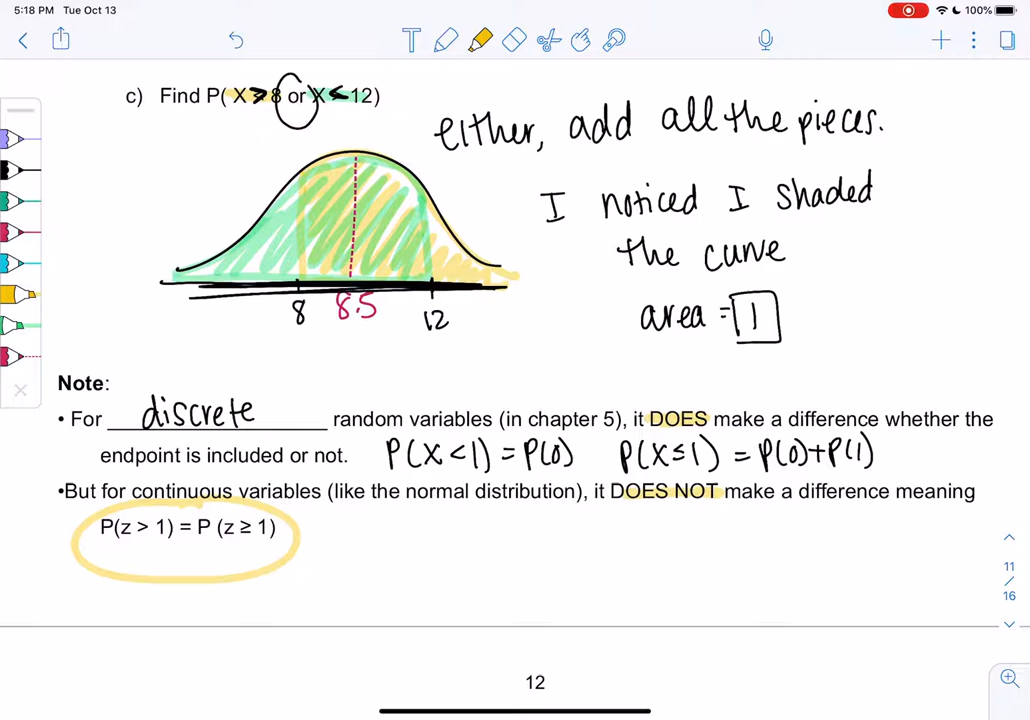 5:18 PM Tue Oct 13
100%
c) Find P( X > 8 or X < 12)
either, add all the pieces.
I noticed I shaded
the curve
area = 1
8
8.5
12
Note:
• For discrete random variables (in chapter 5), it DOES make a difference whether the
endpoint is included or not. P(X < 1) = P(0) P(X ≤ 1) = P(0)+P(1)
•But for continuous variables (like the normal distribution), it DOES NOT make a difference meaning
P(z > 1) = P (z ≥ 1)
11
/
16
12